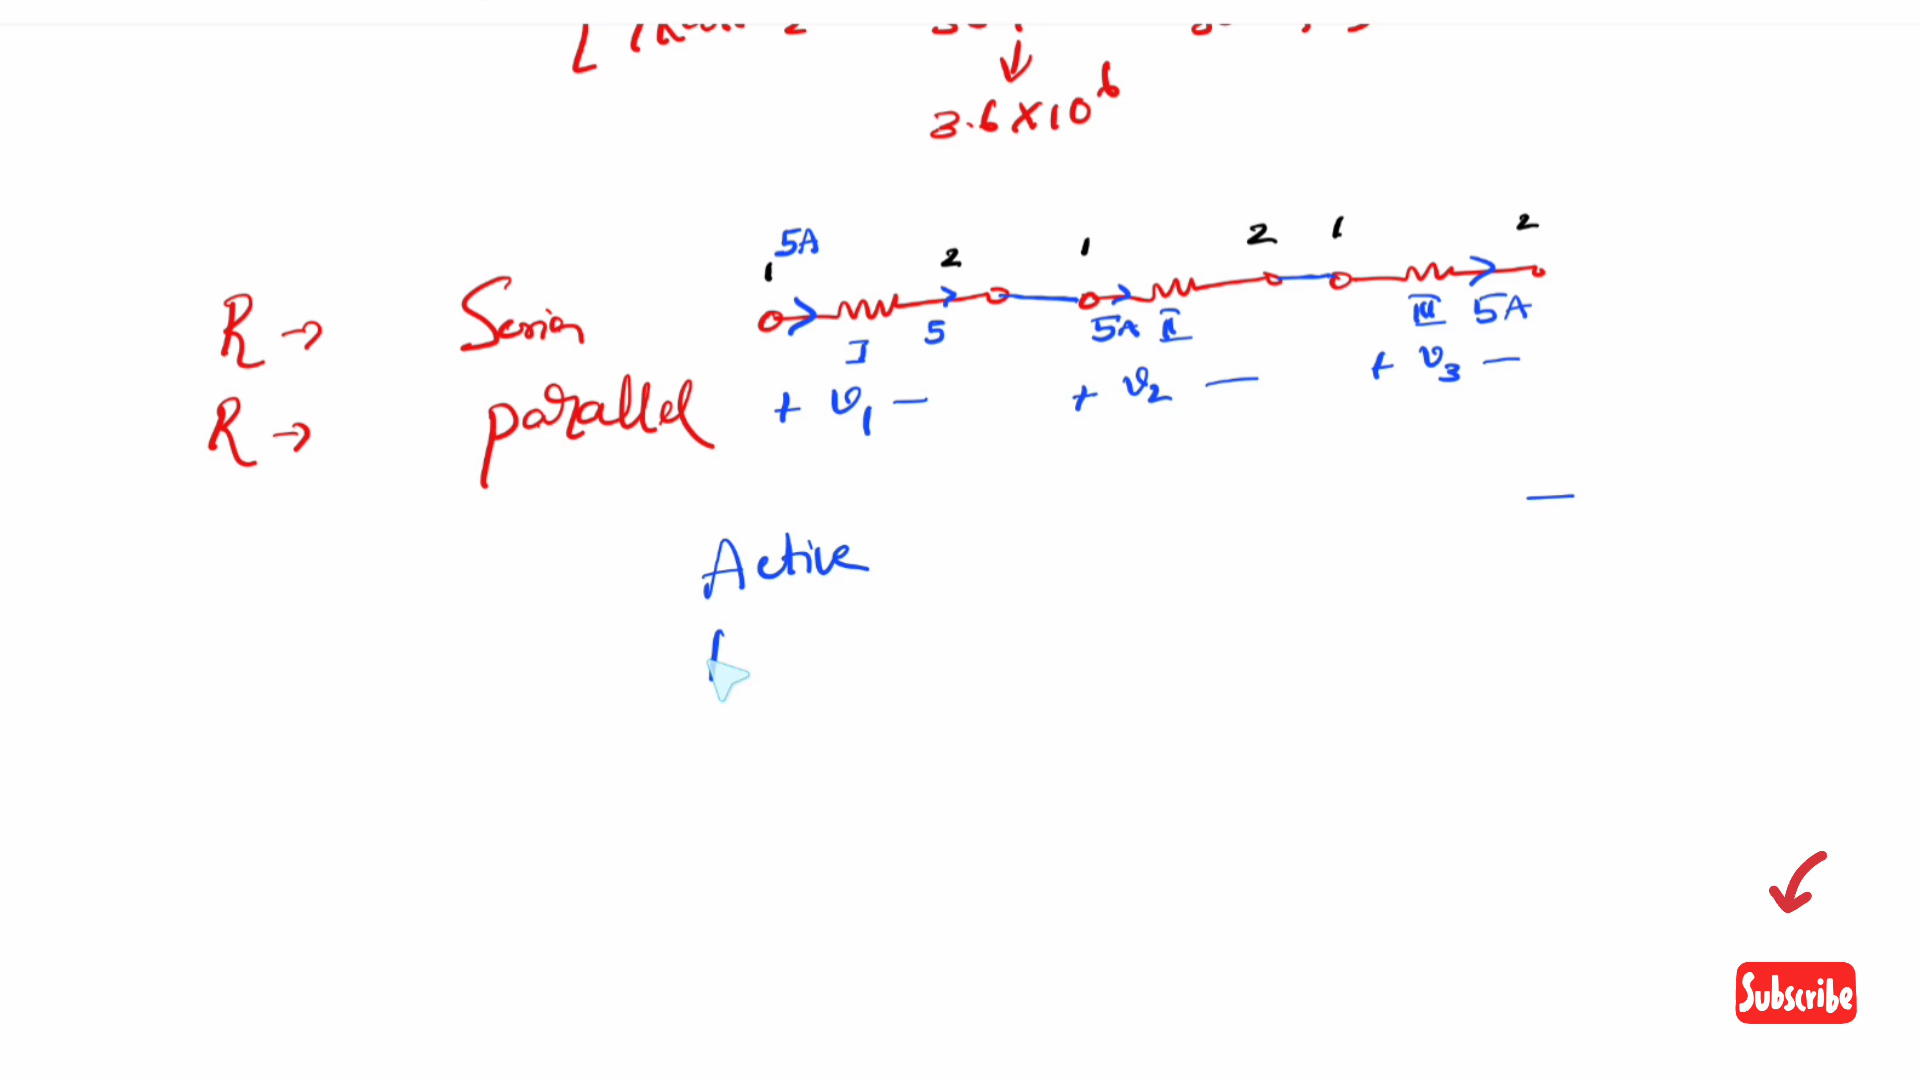 3.6×10⁶
5A
1 2 1 2 1 2
R → Series
5 5A II III 5A
I
+ v₁ − + v₂ − + v₃ −
R → parallel
—
Active
Subscribe